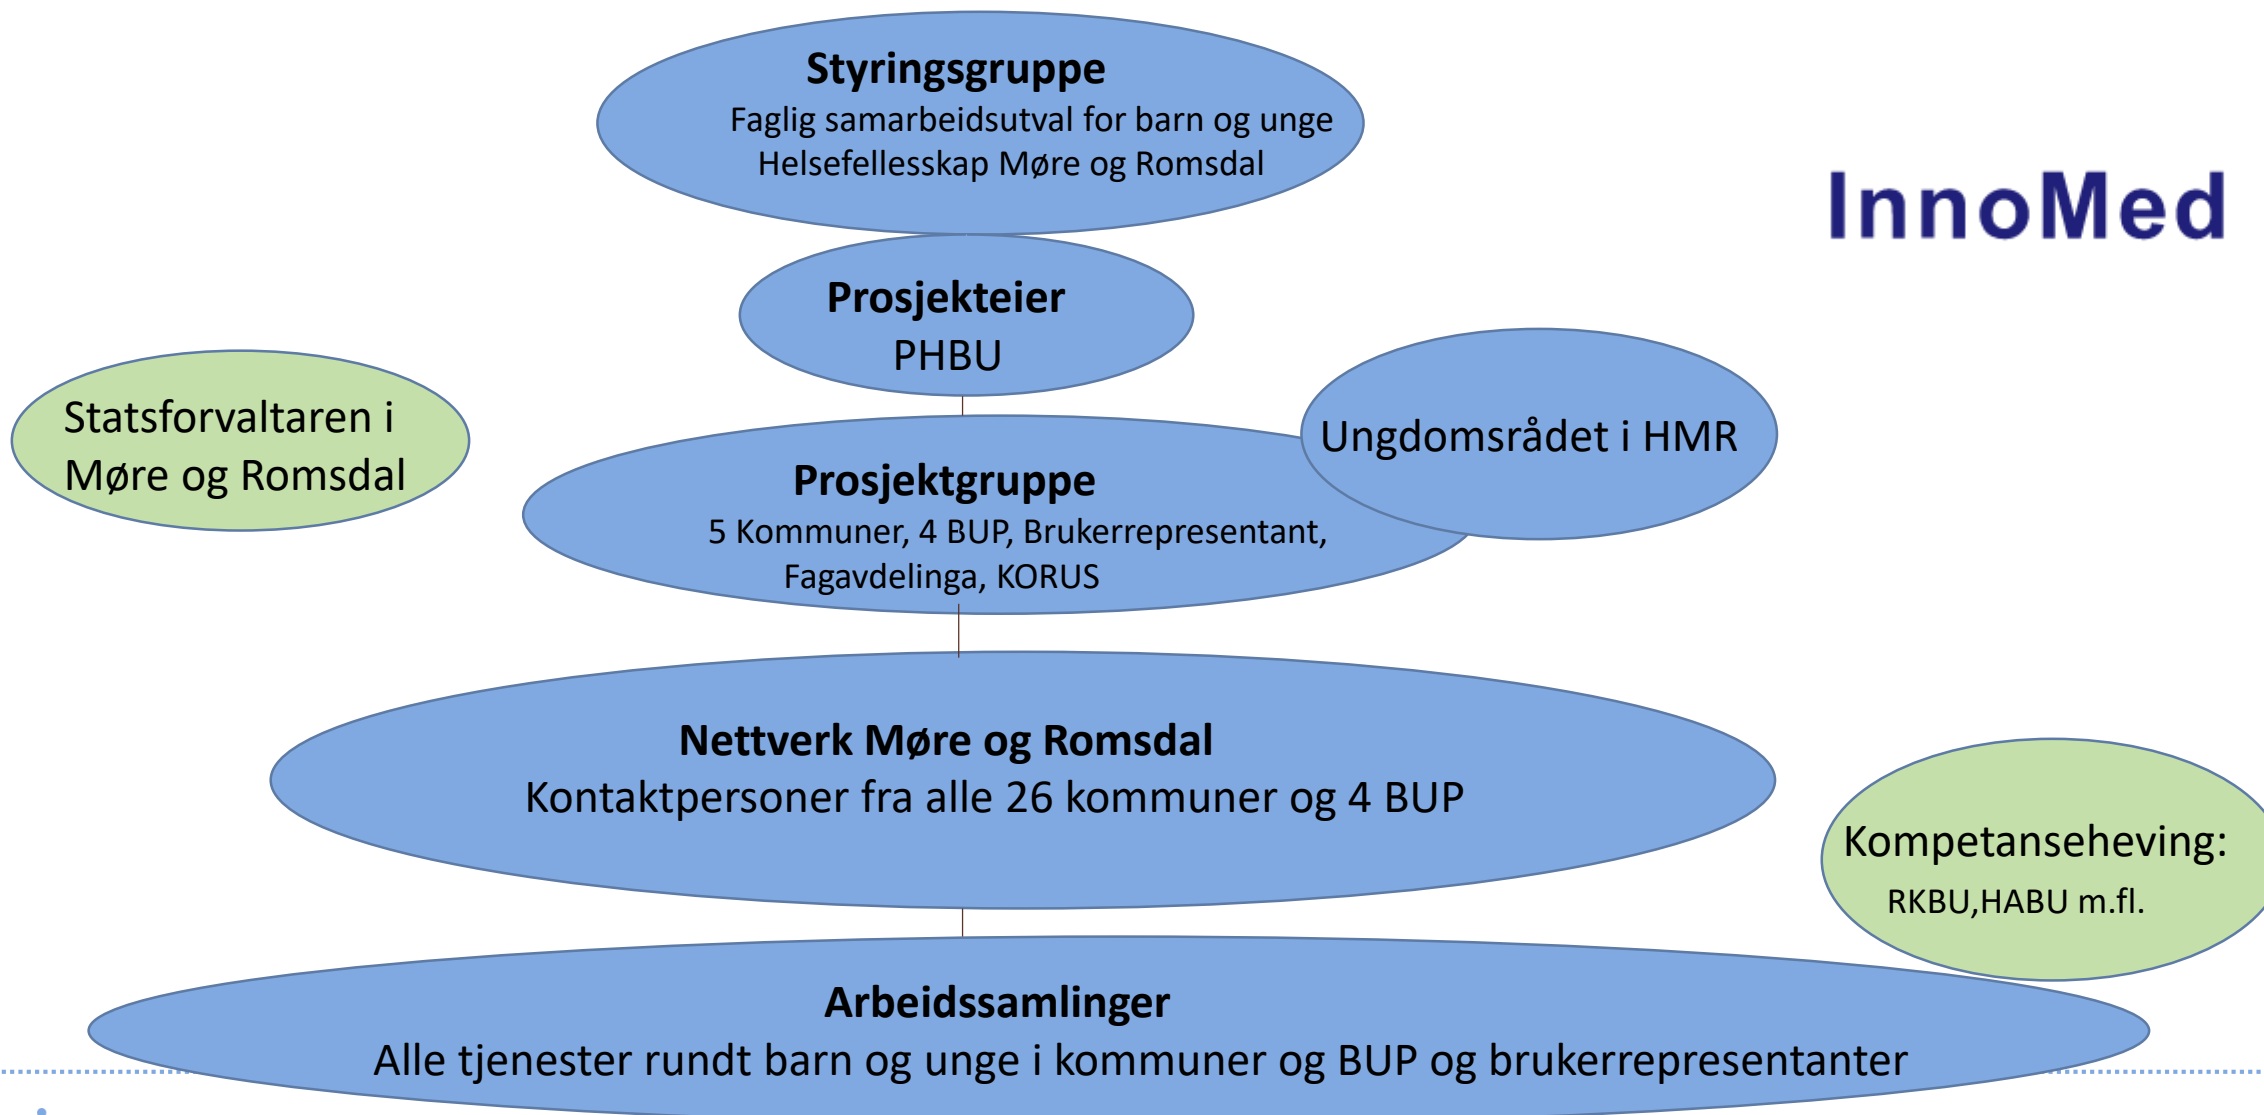 Styringsgruppe
Faglig samarbeidsutval for barn og unge
Helsefellesskap Møre og Romsdal
InnoMed
Prosjekteier
PHBU
Statsforvaltaren i
Møre og Romsdal
Ungdomsrådet i HMR
Prosjektgruppe
5 Kommuner, 4 BUP, Brukerrepresentant,
Fagavdelinga, KORUS
Nettverk Møre og Romsdal
Kontaktpersoner fra alle 26 kommuner og 4 BUP
Kompetanseheving:
RKBU,HABU m.fl.
Arbeidssamlinger
Alle tjenester rundt barn og unge i kommuner og BUP og brukerrepresentanter